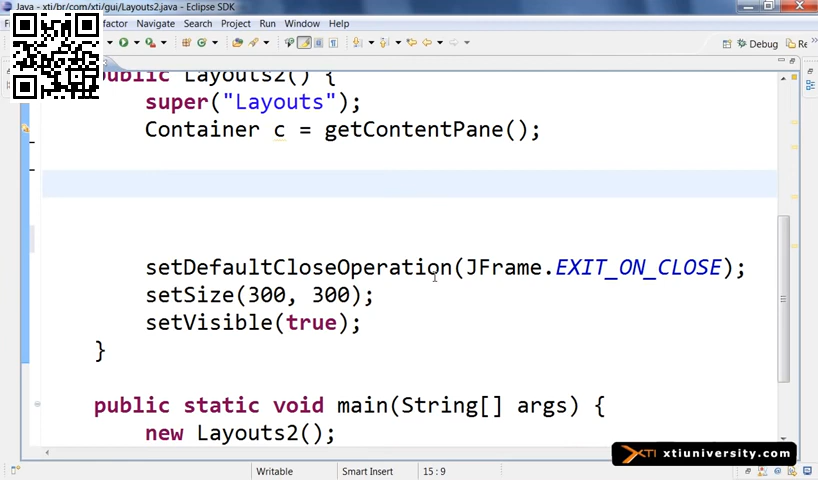 Java - xti/br/com/xti/gui/Layouts2.java - Eclipse SDK
factor Navigate Search Project Run Window Help
Debug Re
public Layouts2() {
super("Layouts");
Container c = getContentPane();
setDefaultCloseOperation(JFrame.EXIT_ON_CLOSE);
setSize(300, 300);
setVisible(true);
}
public static void main(String[] args) {
new Layouts2();
XTI xtiuniversity.com
Writable Smart Insert 15:9